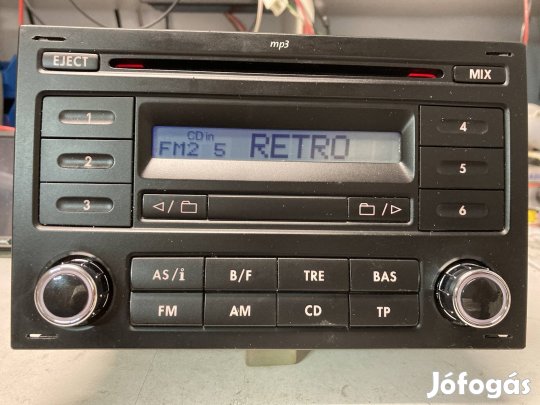 mp3
EJECT
MIX
1
4
CD in
FM2 5 RETRO
2
5
3
◁ /
/ ▷
6
AS/i B/F TRE BAS
FM AM CD TP
Jófogás